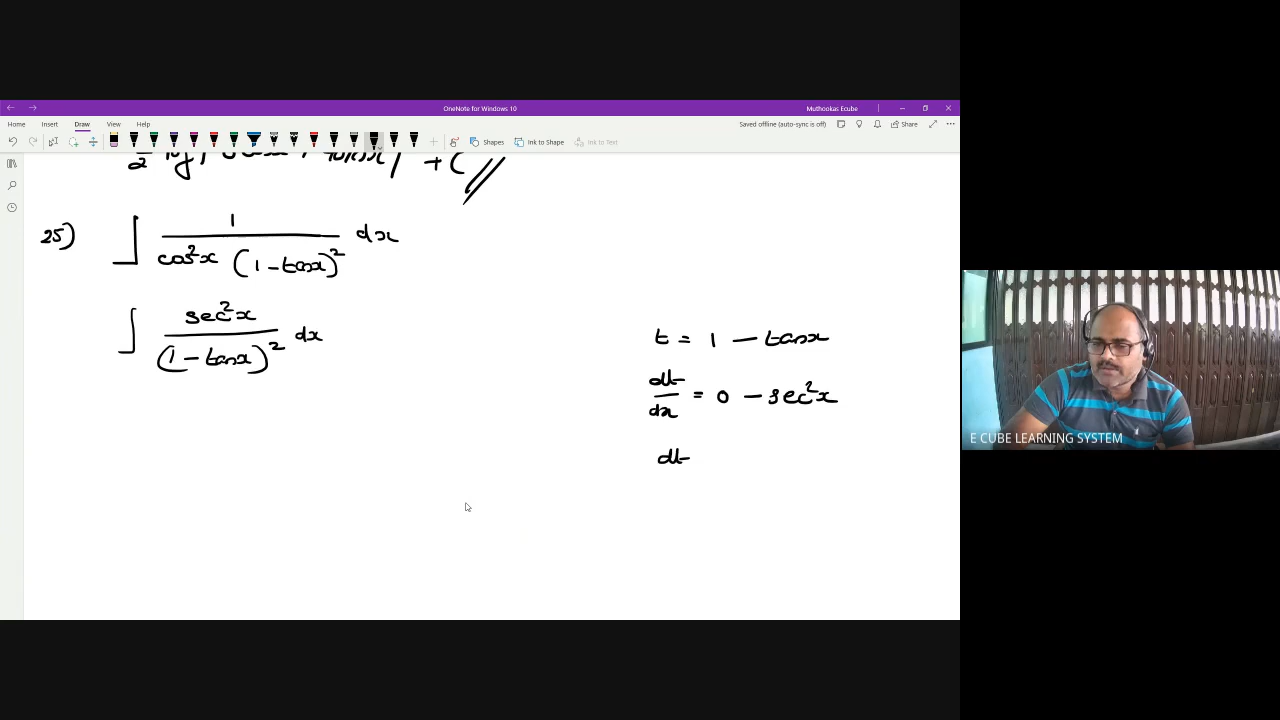 OneNote for Windows 10
Muthookas Ecube
Home Insert Draw View Help
Saved offline (auto-sync is off)
Share
Shapes Ink to Shape Ink to Text
2 + C //
25) ∫ 1 / cos²x (1 - tanx)² dx
∫ sec²x / (1 - tanx)² dx
t = 1 - tanx
dt/dx = 0 - sec²x
dt
E CUBE LEARNING SYSTEM